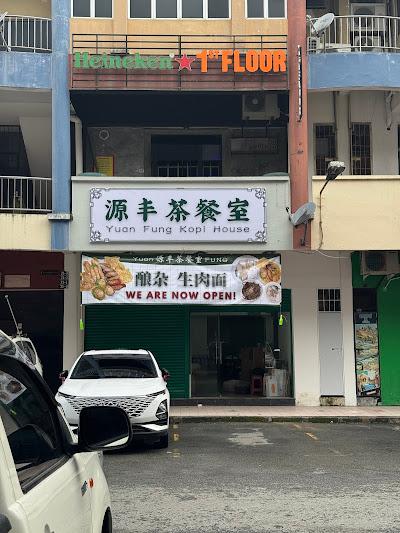 Heineken ★ 1ST FLOOR
源丰茶餐室
Yuan Fung Kopi House
Yuan 源丰茶餐室 FUNG
酿杂 生肉面
WE ARE NOW OPEN!